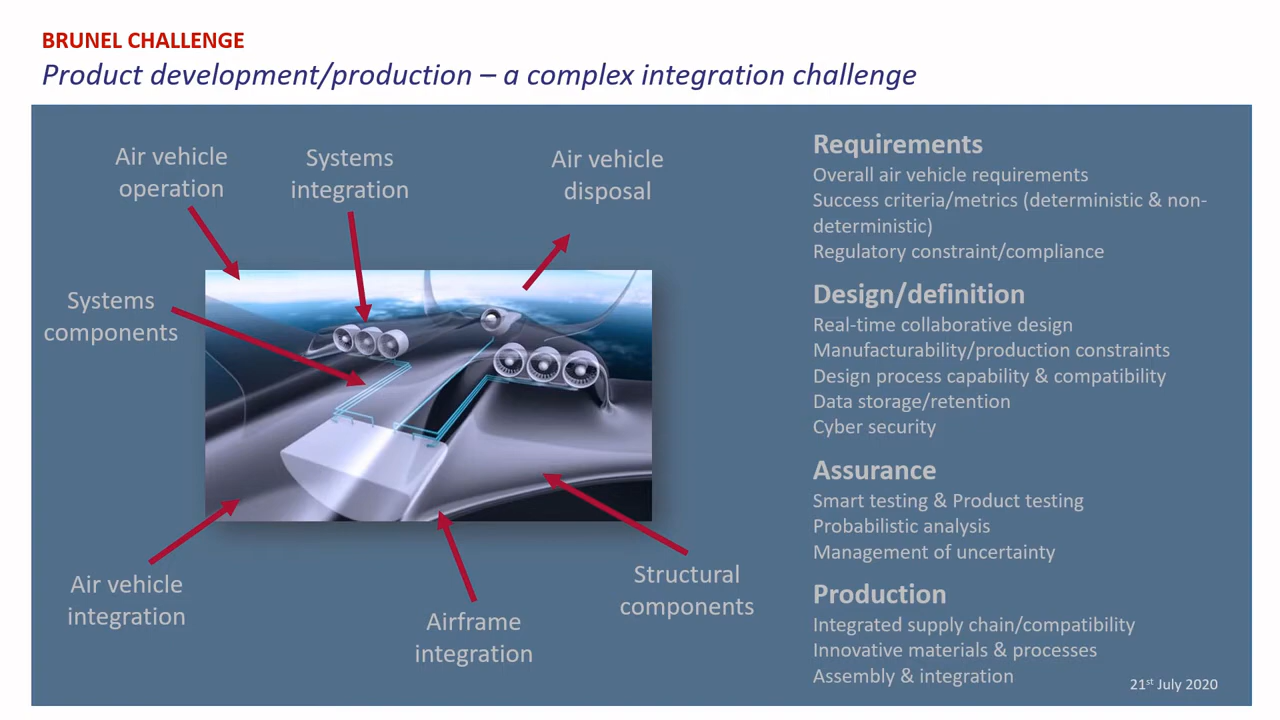 BRUNEL CHALLENGE
Product development/production – a complex integration challenge
Air vehicle
operation
Systems
integration
Air vehicle
disposal
Systems
components
Air vehicle
integration
Airframe
integration
Structural
components
Requirements
Overall air vehicle requirements
Success criteria/metrics (deterministic & non-
deterministic)
Regulatory constraint/compliance
Design/definition
Real-time collaborative design
Manufacturability/production constraints
Design process capability & compatibility
Data storage/retention
Cyber security
Assurance
Smart testing & Product testing
Probabilistic analysis
Management of uncertainty
Production
Integrated supply chain/compatibility
Innovative materials & processes
Assembly & integration
21st July 2020